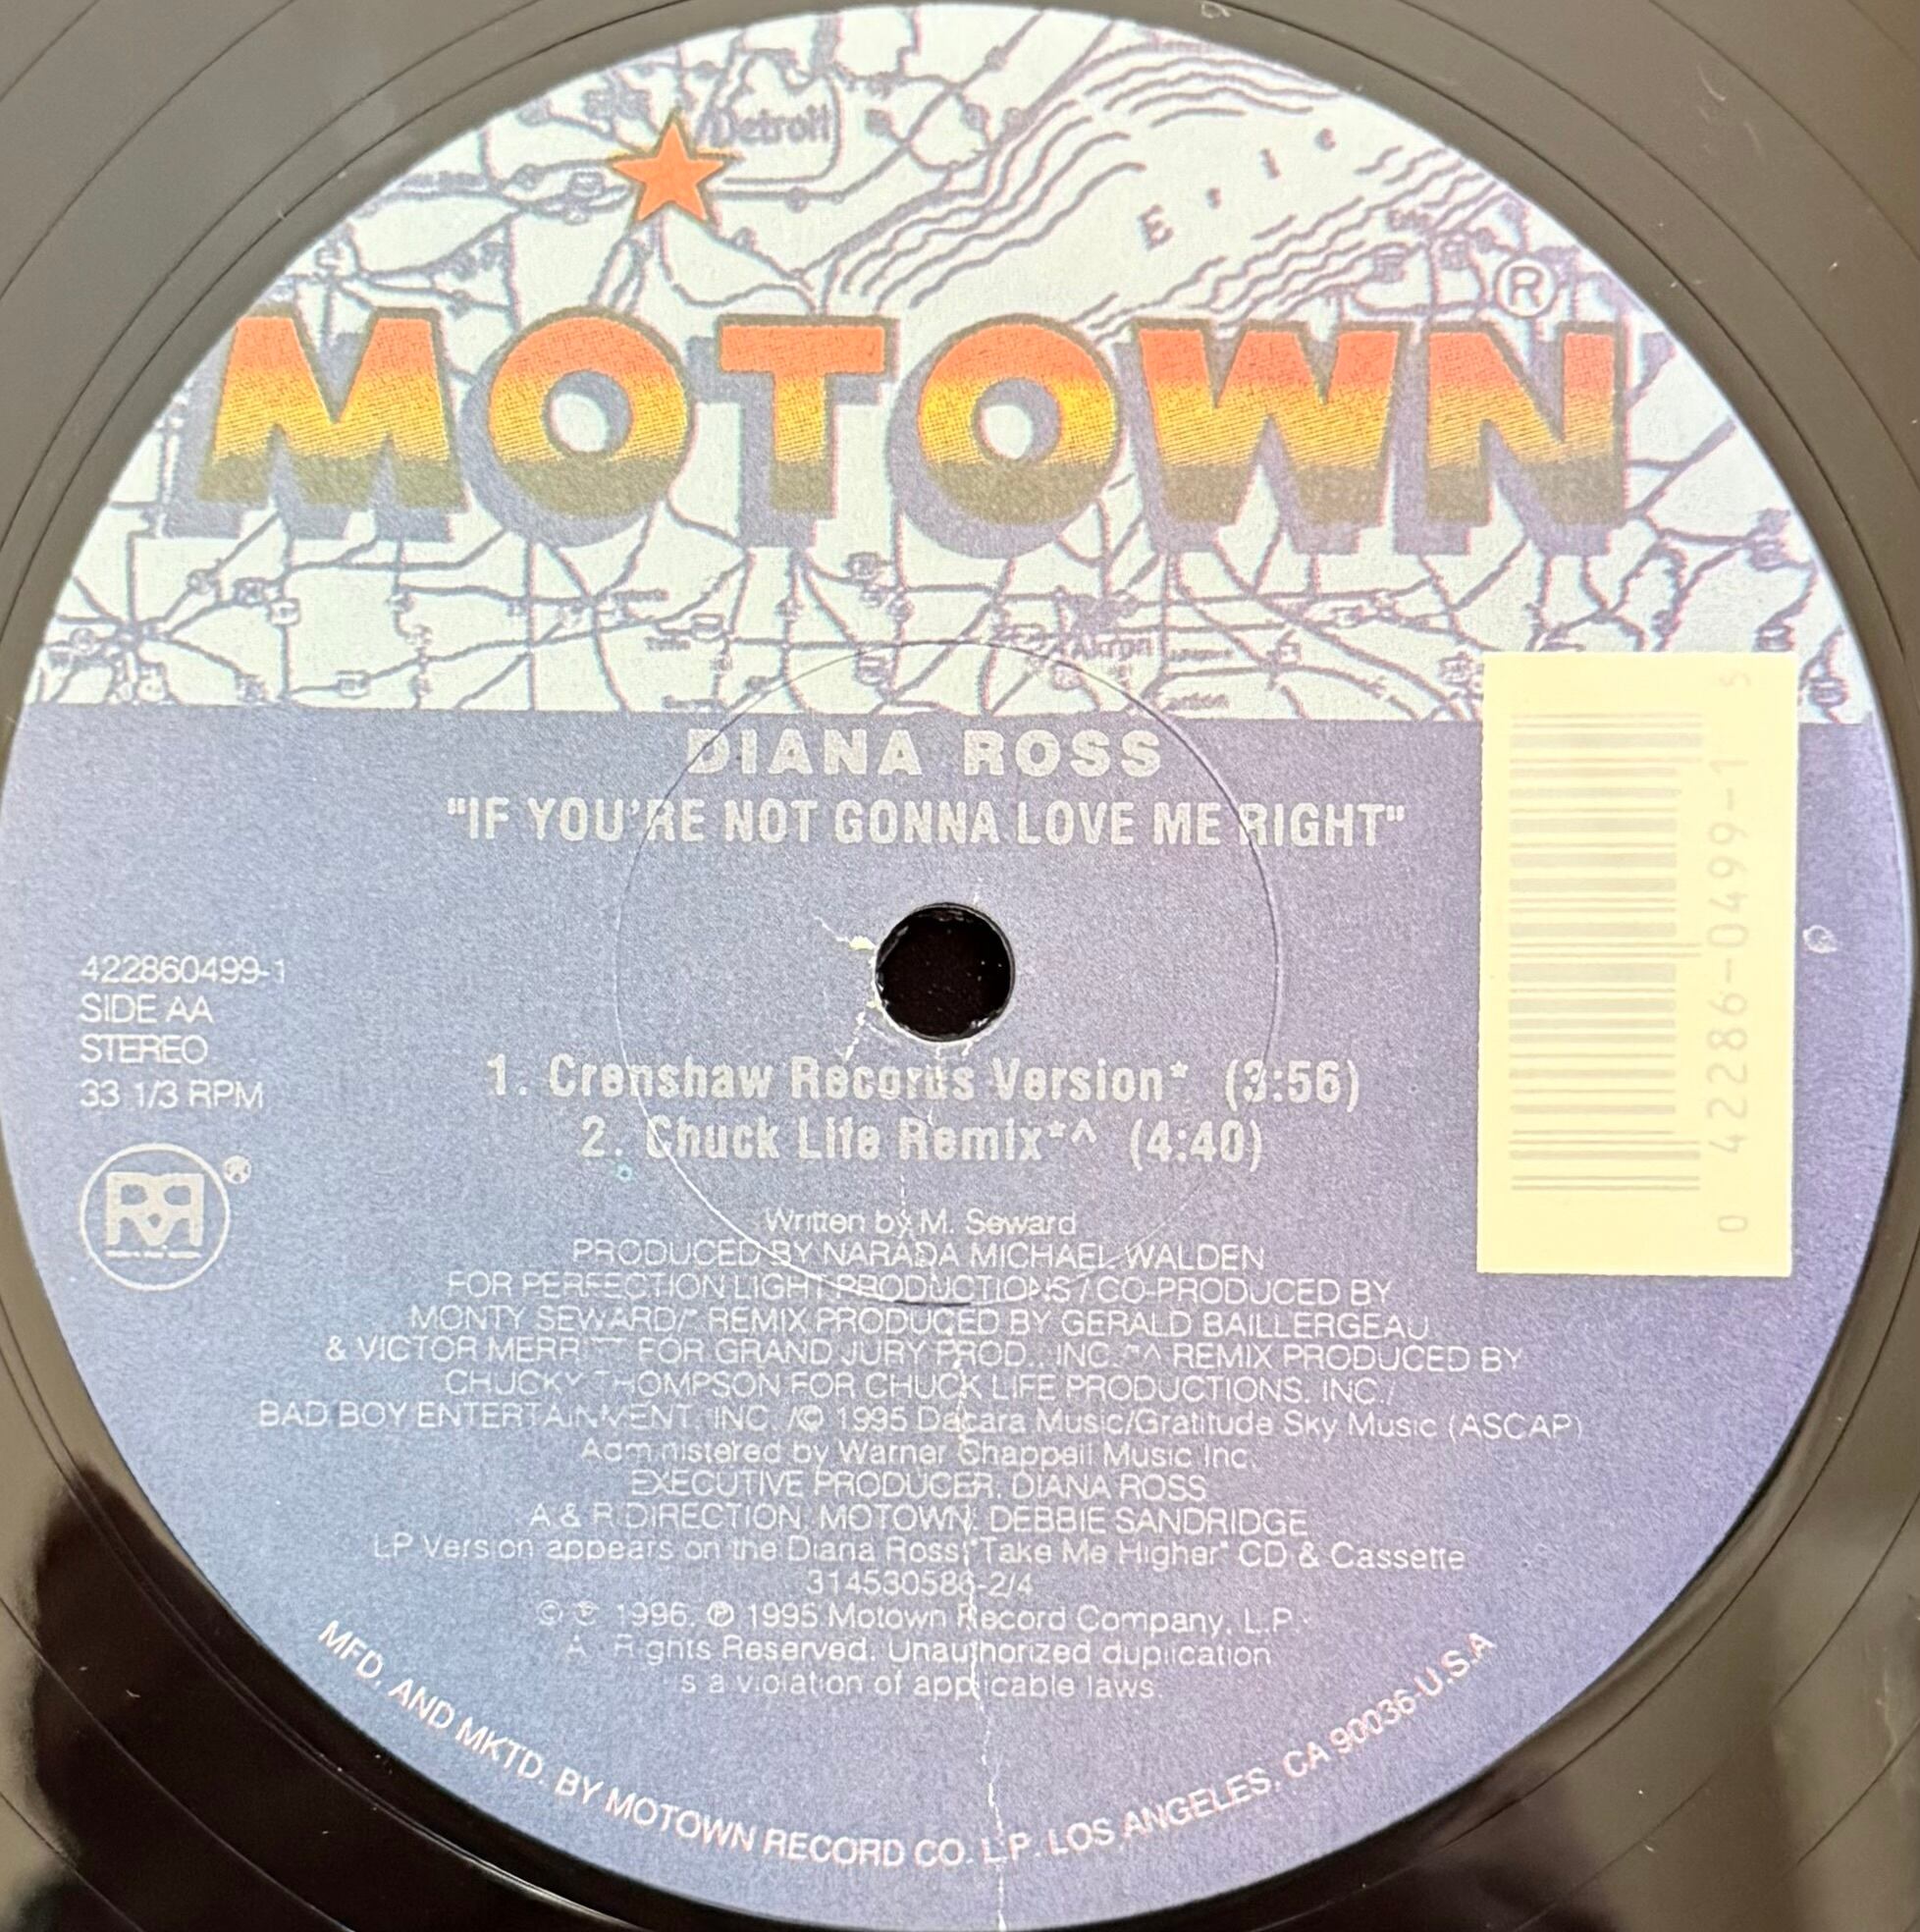 Detroit
E r i e
®
MOTOWN
Akron
DIANA ROSS
"IF YOU'RE NOT GONNA LOVE ME RIGHT"
422860499-1
SIDE AA
STEREO
33 1/3 RPM
1. Crenshaw Records Version* (3:56)
2. Chuck Life Remix*^ (4:40)
0 42286-0499-1 5
Written by M. Seward
PRODUCED BY NARADA MICHAEL WALDEN
FOR PERFECTION LIGHT PRODUCTIONS / CO-PRODUCED BY
MONTY SEWARD/* REMIX PRODUCED BY GERALD BAILLERGEAU
& VICTOR MERRITT FOR GRAND JURY PROD., INC.*^ REMIX PRODUCED BY
CHUCKY THOMPSON FOR CHUCK LIFE PRODUCTIONS, INC./
BAD BOY ENTERTAINMENT, INC. /© 1995 Dacara Music/Gratitude Sky Music (ASCAP)
Administered by Warner Chappell Music Inc.
EXECUTIVE PRODUCER: DIANA ROSS
A & R DIRECTION: MOTOWN: DEBBIE SANDRIDGE
LP Version appears on the Diana Ross "Take Me Higher" CD & Cassette
314530586-2/4
© ℗ 1996, ℗ 1995 Motown Record Company, L.P.
All Rights Reserved. Unauthorized duplication
is a violation of applicable laws.
MFD. AND MKTD. BY MOTOWN RECORD CO. L.P. LOS ANGELES, CA 90036-U.S.A